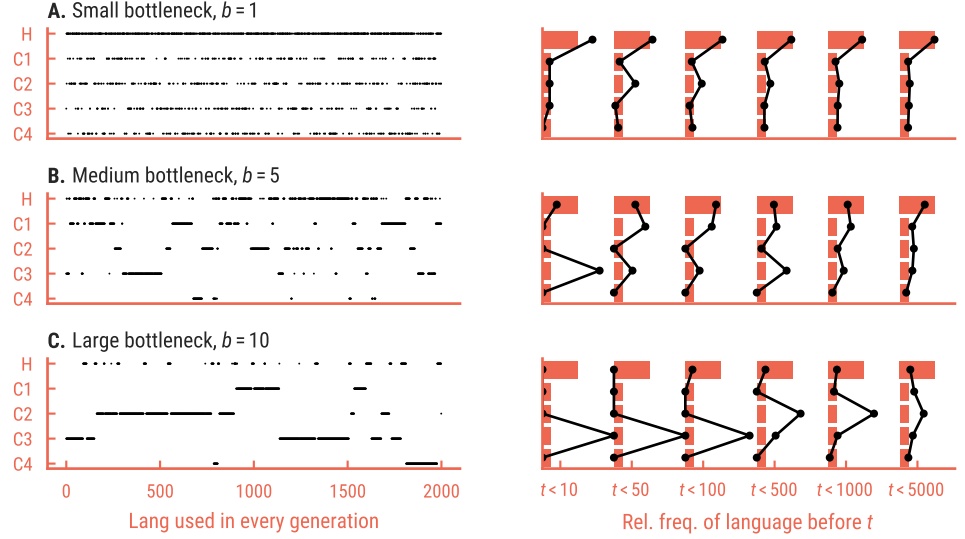 A. Small bottleneck, b = 1
H
C1
C2
C3
C4
B. Medium bottleneck, b = 5
H
C1
C2
C3
C4
C. Large bottleneck, b = 10
H
C1
C2
C3
C4
0 500 1000 1500 2000
Lang used in every generation
t < 10 t < 50 t < 100 t < 500 t < 1000 t < 5000
Rel. freq. of language before t